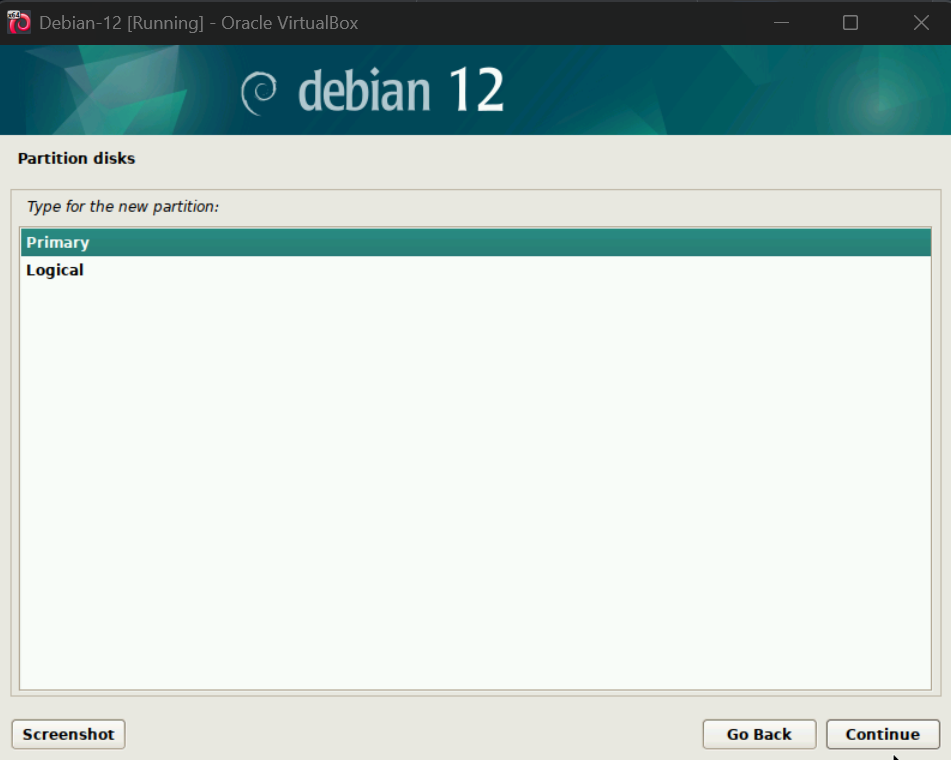 Debian-12 [Running] - Oracle VirtualBox
debian 12
Partition disks
Type for the new partition:
Primary
Logical
Screenshot
Go Back
Continue